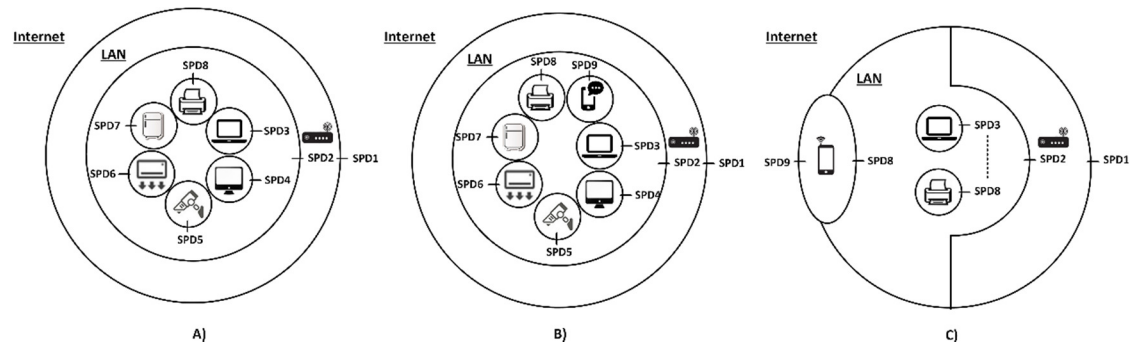 Internet
LAN
SPD8
SPD7
SPD3
SPD2
SPD1
SPD6
SPD4
SPD5
A)
Internet
LAN
SPD8
SPD9
SPD7
SPD3
SPD2
SPD1
SPD6
SPD4
SPD5
B)
Internet
LAN
SPD3
SPD9
SPD8
SPD2
SPD1
SPD8
C)